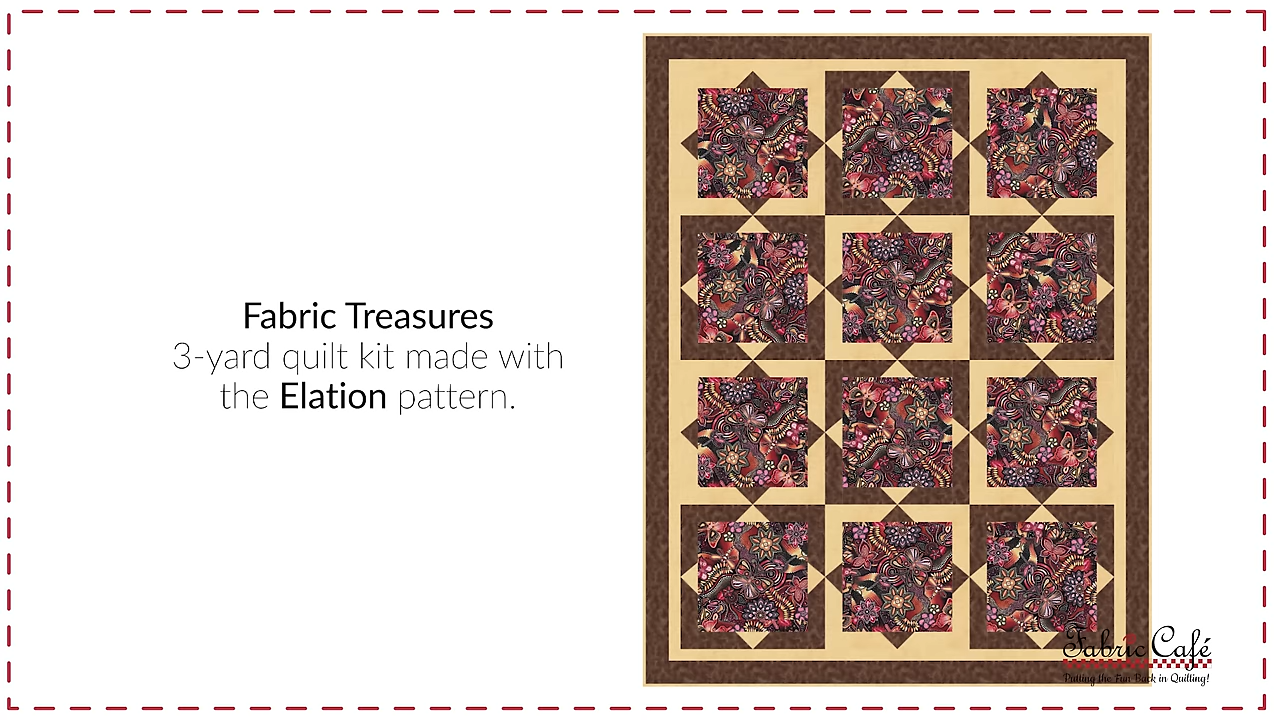 Fabric Treasures
3-yard quilt kit made with
the Elation pattern.
Fabric Café
Putting the Fun Back in Quilting!